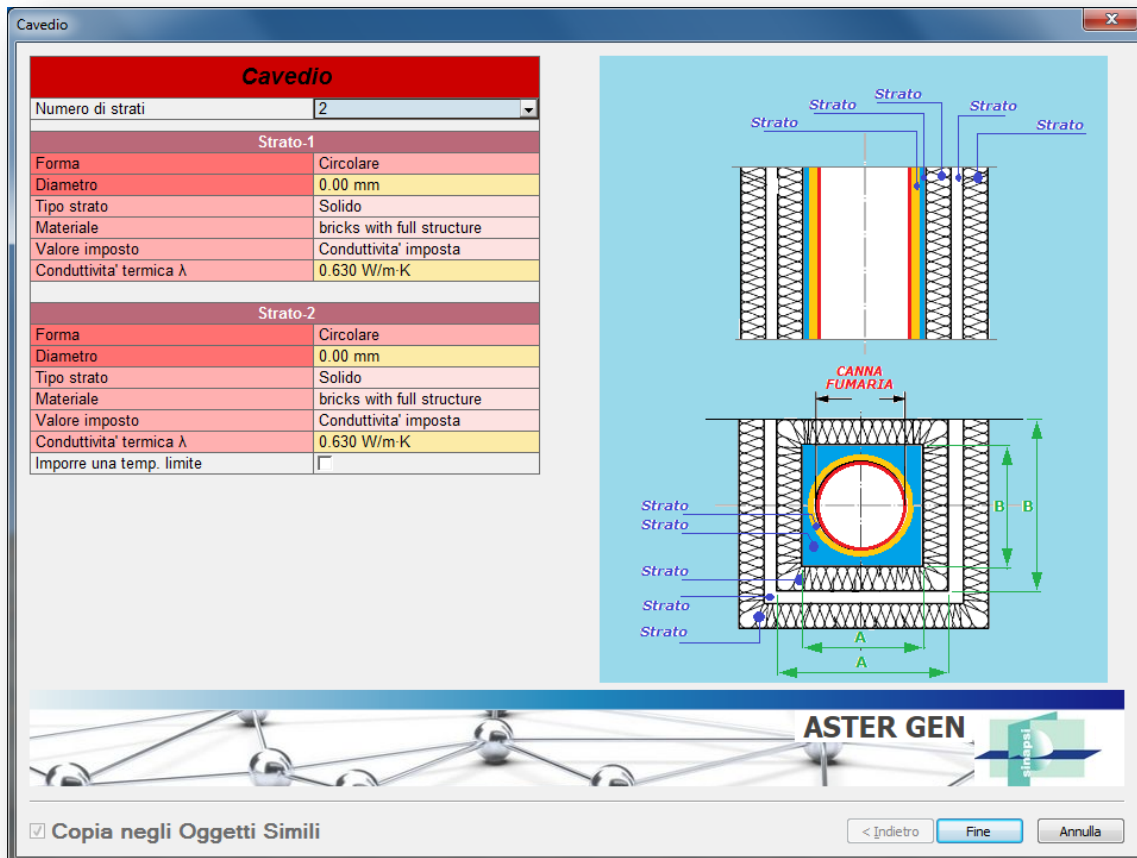 Cavedio
Cavedio
Numero di strati 2
Strato-1
Forma Circolare
Diametro 0.00 mm
Tipo strato Solido
Materiale bricks with full structure
Valore imposto Conduttivita' imposta
Conduttivita' termica λ 0.630 W/m·K
Strato-2
Forma Circolare
Diametro 0.00 mm
Tipo strato Solido
Materiale bricks with full structure
Valore imposto Conduttivita' imposta
Conduttivita' termica λ 0.630 W/m·K
Imporre una temp. limite
Strato
Strato
Strato
Strato
Strato
CANNA
FUMARIA
B B
Strato
Strato
Strato
Strato
Strato
A
A
ASTER GEN
sinapsi
Copia negli Oggetti Simili
< Indietro
Fine
Annulla